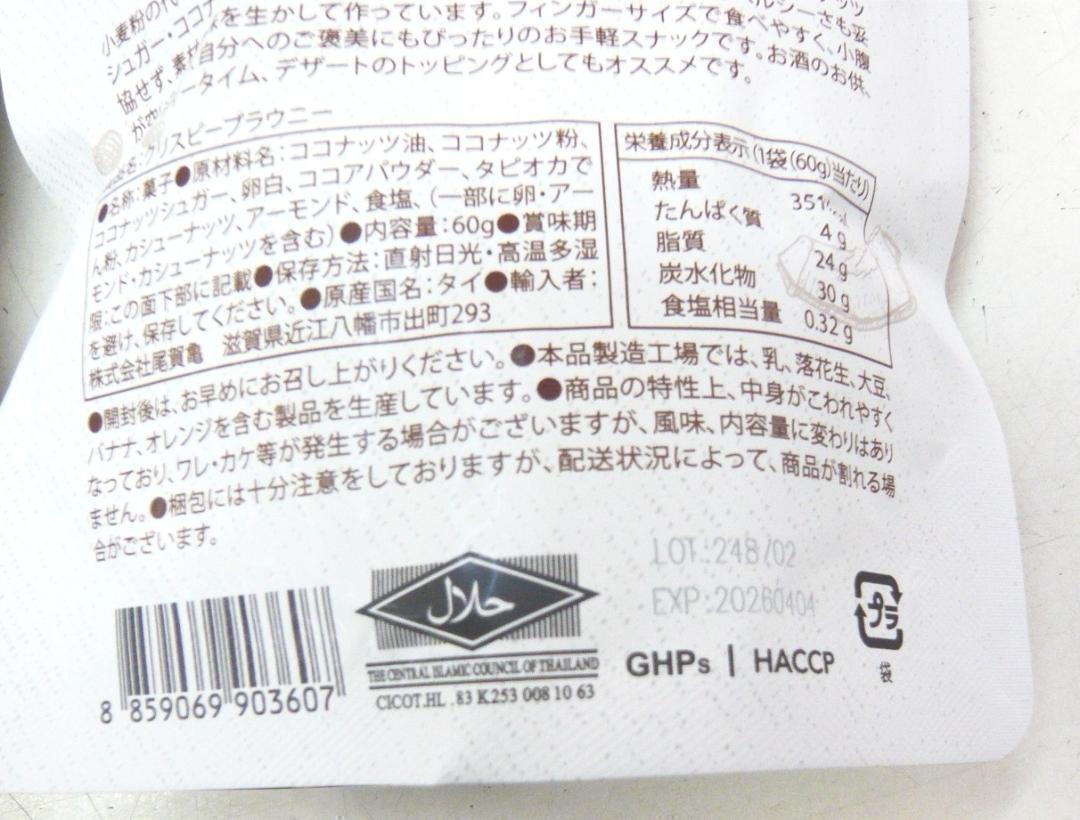 小麦粉の代
シュガー・ココナ を生かして作っています。フィンガーサイズで食べやすく、小腹
協せず、素材 自分へのご褒美にもぴったりのお手軽スナックです。お酒のお供、
が ータイム、デザートのトッピングとしてもオススメです。
クリスピーブラウニー
●名称:菓子●原材料名:ココナッツ油、ココナッツ粉、
ココナッツシュガー、卵白、ココアパウダー、タピオカで
ん粉、カシューナッツ、アーモンド、食塩、(一部に卵・アー
モンド・カシューナッツを含む)●内容量:60g●賞味期
限:この面下部に記載●保存方法:直射日光・高温多湿
を避け、保存してください。●原産国名:タイ●輸入者:
株式会社尾賀亀 滋賀県近江八幡市出町293
栄養成分表示(1袋(60g)当たり)
熱量 351kcal
たんぱく質 4g
脂質 24g
炭水化物 30g
食塩相当量 0.32g
●開封後は、お早めにお召し上がりください。●本品製造工場では、乳、落花生、大豆、
バナナ、オレンジを含む製品を生産しています。●商品の特性上、中身がこわれやすく
なっており、ワレ・カケ等が発生する場合がございますが、風味、内容量に変わりはあり
ません。●梱包には十分注意をしておりますが、配送状況によって、商品が割れる場
合がございます。
LOT.:248/02
EXP.:20260404
プラ
袋
حلال
THE CENTRAL ISLAMIC COUNCIL OF THAILAND
CICOT.HL . 83 K253 008 10 63
GHPs | HACCP
8 859069 903607